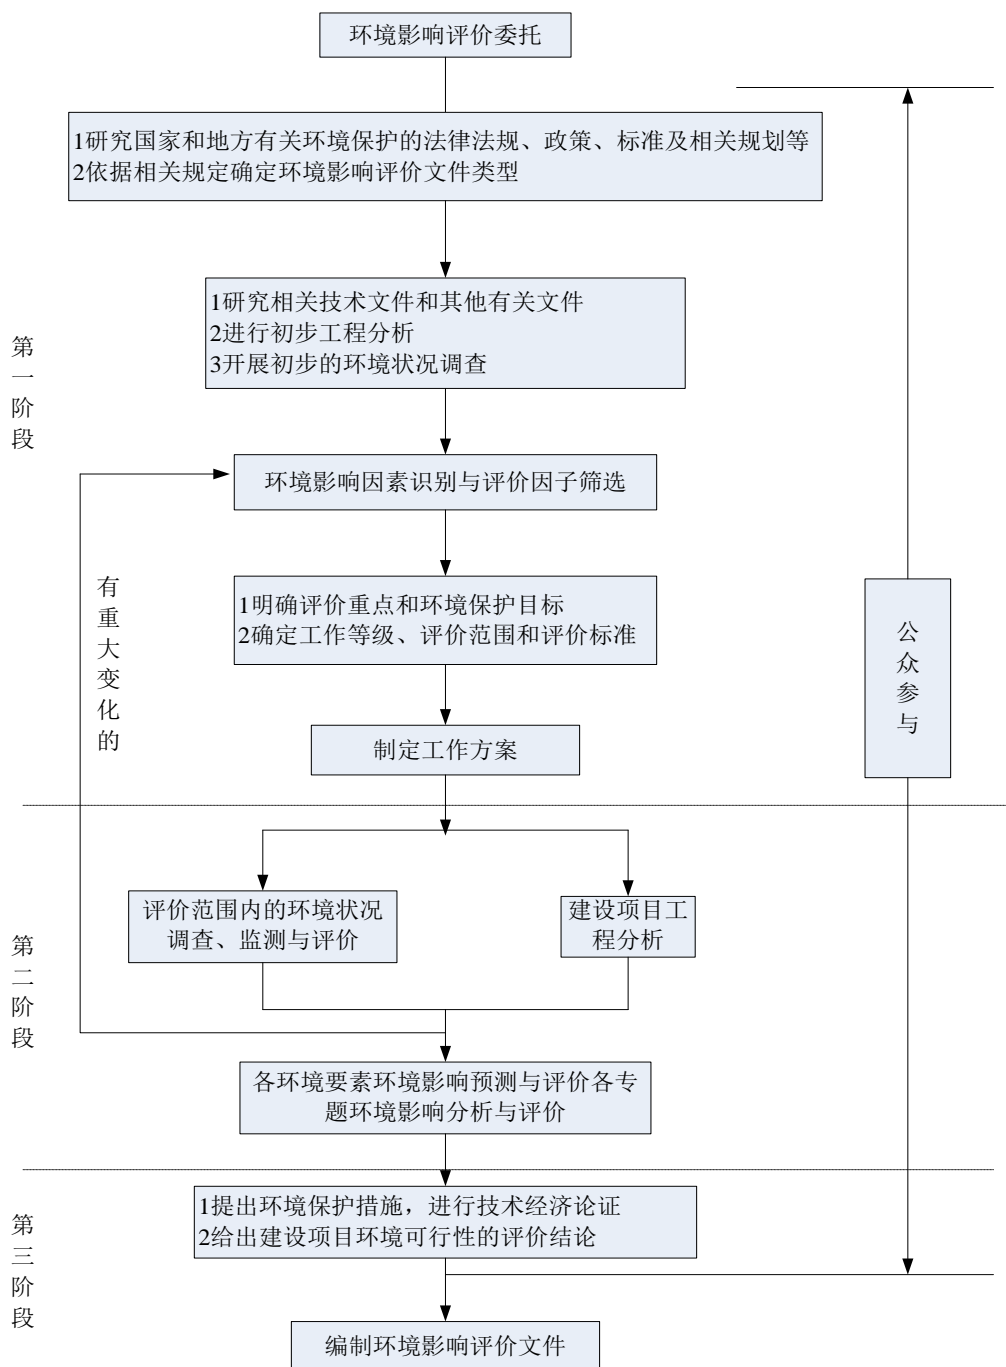 环境影响评价委托
1研究国家和地方有关环境保护的法律法规、政策、标准及相关规划等
2依据相关规定确定环境影响评价文件类型
1研究相关技术文件和其他有关文件
2进行初步工程分析
3开展初步的环境状况调查
第一阶段
环境影响因素识别与评价因子筛选
有重大变化的
1明确评价重点和环境保护目标
2确定工作等级、评价范围和评价标准
公众参与
制定工作方案
评价范围内的环境状况
调查、监测与评价
建设项目工
程分析
第二阶段
各环境要素环境影响预测与评价各专
题环境影响分析与评价
1提出环境保护措施，进行技术经济论证
2给出建设项目环境可行性的评价结论
第三阶段
编制环境影响评价文件